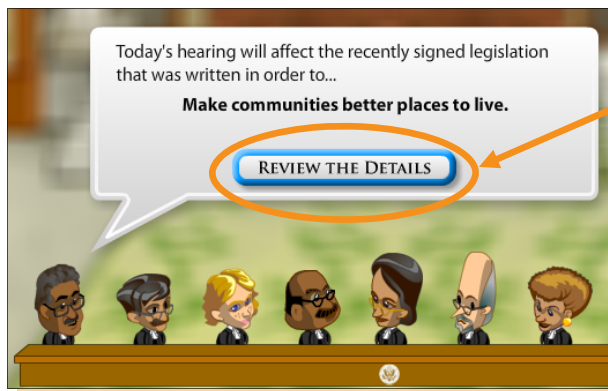 Today's hearing will affect the recently signed legislation
that was written in order to...
Make communities better places to live.
REVIEW THE DETAILS